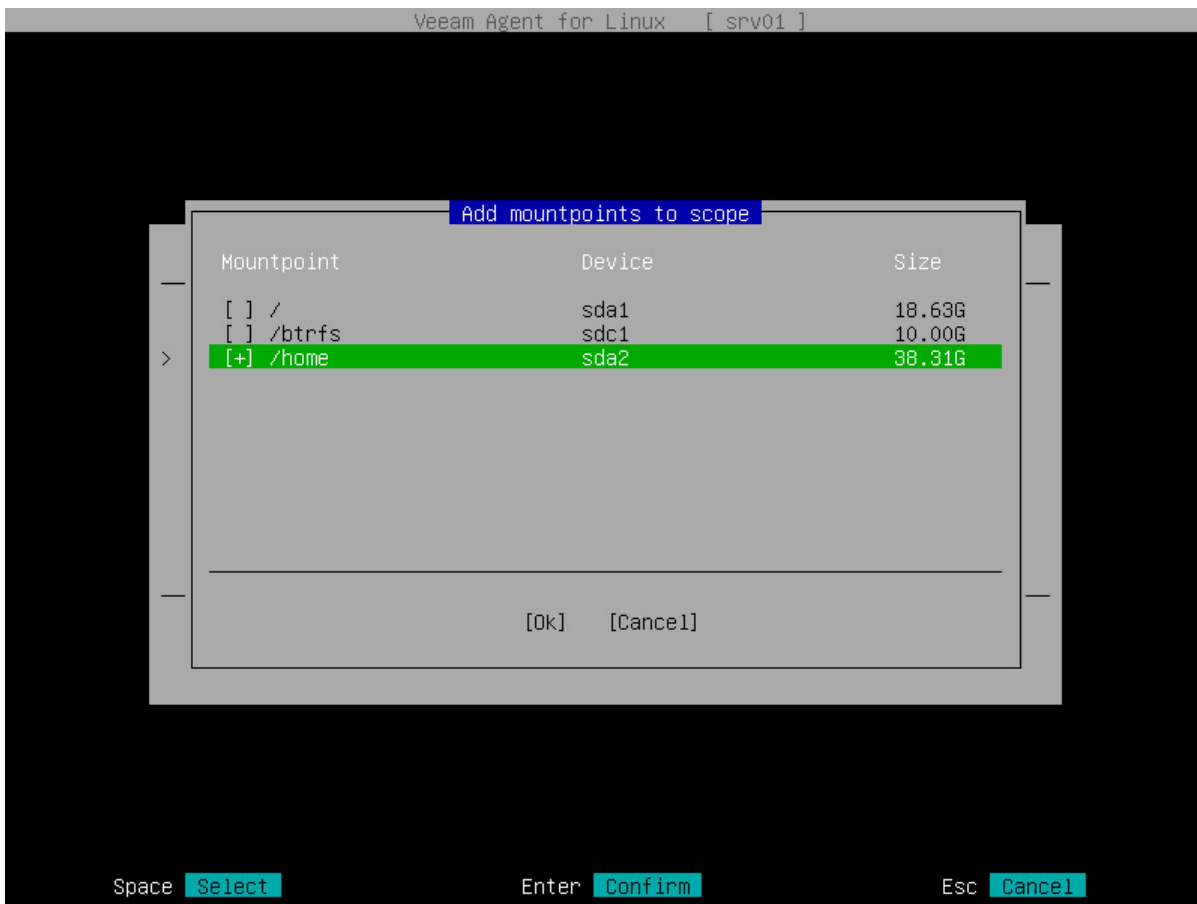 Veeam Agent for Linux [ srv01 ]
Add mountpoints to scope
Mountpoint Device Size
[ ] / sda1 18.63G
[ ] /btrfs sdc1 10.00G
> [+] /home sda2 38.31G
[Ok] [Cancel]
Space Select Enter Confirm Esc Cancel